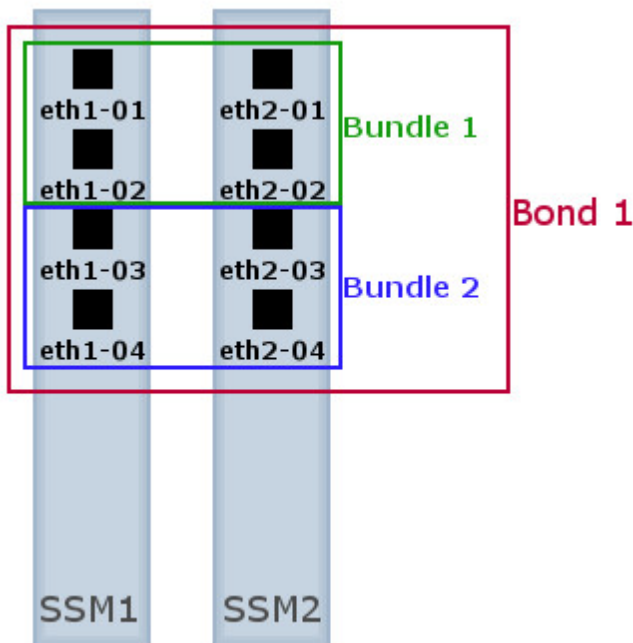 eth1-01 eth2-01
Bundle 1
eth1-02 eth2-02
Bond 1
eth1-03 eth2-03
Bundle 2
eth1-04 eth2-04
SSM1 SSM2